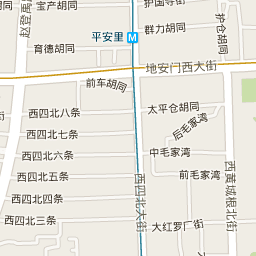 宝产胡同
护国寺街
赵登禹
群力胡同
护仓胡同
平安里
M
育德胡同
地安门西大街
前车胡同
太平仓胡同
西四北八条
后毛家湾
西四北七条
中毛家湾
西四北六条
前毛家湾
西四北五条
西四北大街
西黄城根北街
西四北四条
西四北三条
大红罗厂街